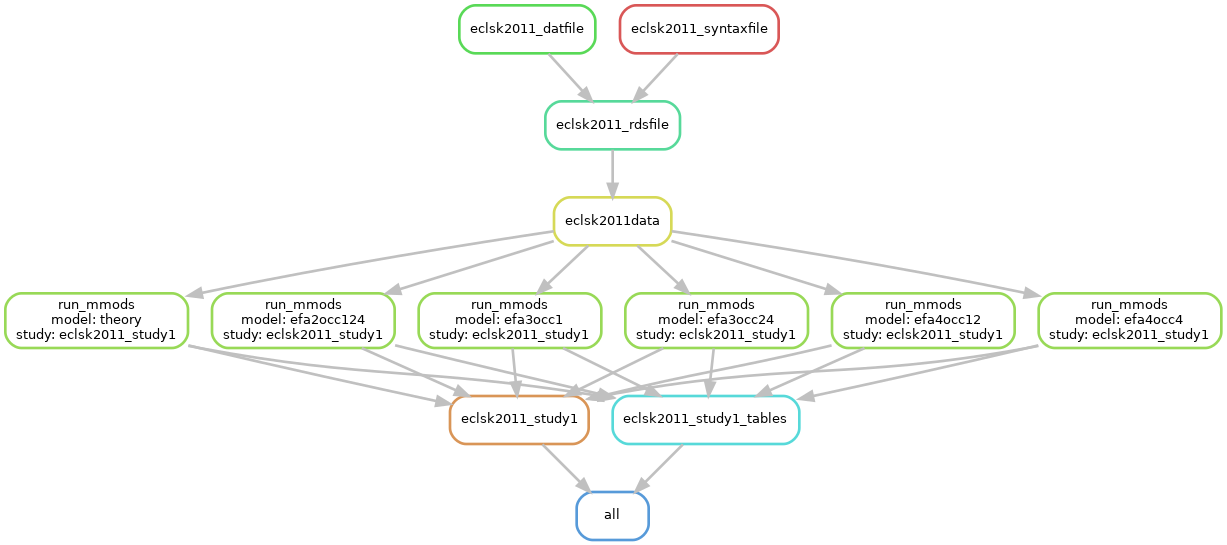 eclsk2011_datfile
eclsk2011_syntaxfile
eclsk2011_rdsfile
eclsk2011data
run_mmods
model: theory
study: eclsk2011_study1
run_mmods
model: efa2occ124
study: eclsk2011_study1
run_mmods
model: efa3occ1
study: eclsk2011_study1
run_mmods
model: efa3occ24
study: eclsk2011_study1
run_mmods
model: efa4occ12
study: eclsk2011_study1
run_mmods
model: efa4occ4
study: eclsk2011_study1
eclsk2011_study1
eclsk2011_study1_tables
all